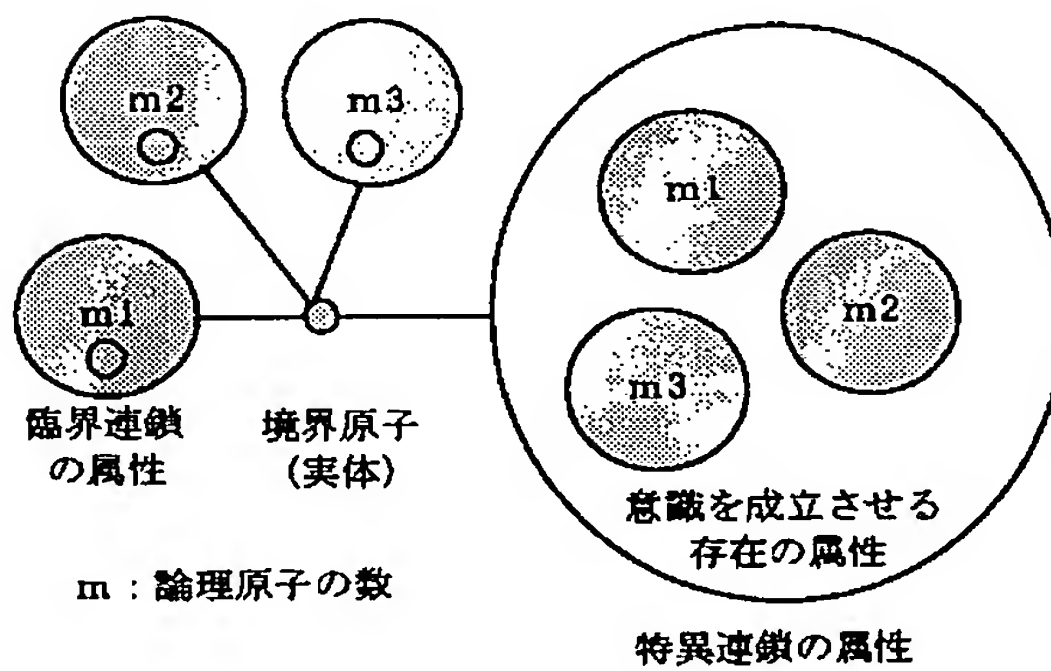 m2
m3
m1
m1
m2
m3
臨界連鎖
の属性
境界原子
(実体)
意識を成立させる
存在の属性
m：論理原子の数
特異連鎖の属性